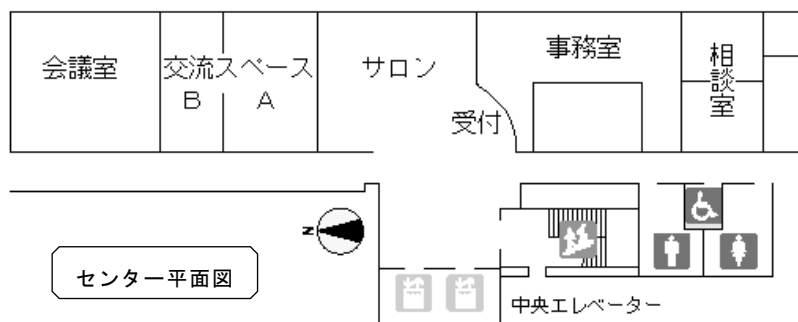 会議室
交流スペース
B
A
サロン
受付
事務室
相談室
N
センター平面図
中央エレベーター